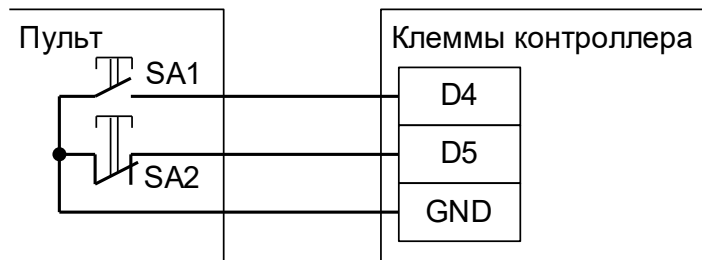 Пульт
Клеммы контроллера
SA1
D4
D5
SA2
GND